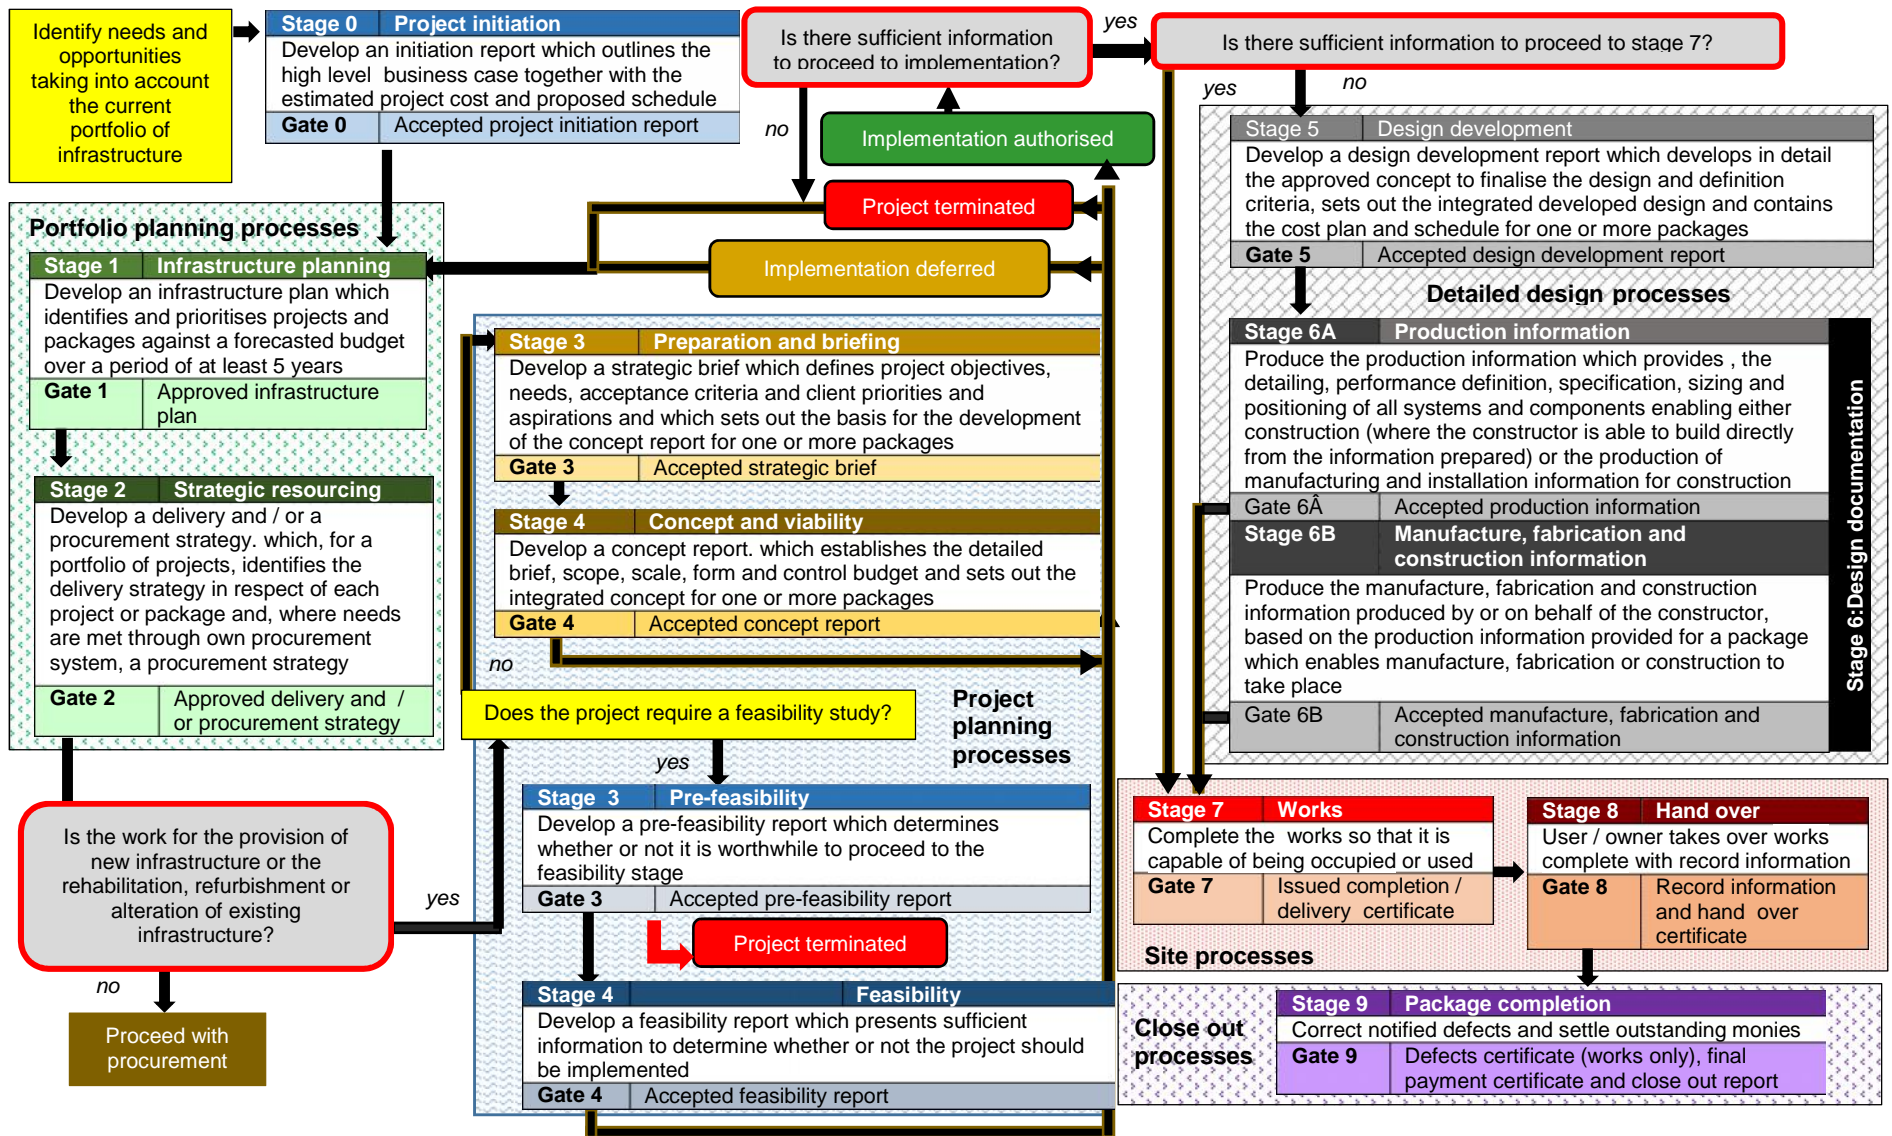 Identify needs and
opportunities
taking into account
the current
portfolio of
infrastructure
Stage 0 Project initiation
Develop an initiation report which outlines the
high level business case together with the
estimated project cost and proposed schedule
Gate 0 Accepted project initiation report
Is there sufficient information
to proceed to implementation?
yes
no
Is there sufficient information to proceed to stage 7?
yes
no
Implementation authorised
Project terminated
Implementation deferred
Portfolio planning processes
Stage 1 Infrastructure planning
Develop an infrastructure plan which
identifies and prioritises projects and
packages against a forecasted budget
over a period of at least 5 years
Gate 1 Approved infrastructure
plan
Stage 2 Strategic resourcing
Develop a delivery and / or a
procurement strategy. which, for a
portfolio of projects, identifies the
delivery strategy in respect of each
project or package and, where needs
are met through own procurement
system, a procurement strategy
Gate 2 Approved delivery and /
or procurement strategy
Is the work for the provision of
new infrastructure or the
rehabilitation, refurbishment or
alteration of existing
infrastructure?
yes
no
Proceed with
procurement
Stage 3 Preparation and briefing
Develop a strategic brief which defines project objectives,
needs, acceptance criteria and client priorities and
aspirations and which sets out the basis for the development
of the concept report for one or more packages
Gate 3 Accepted strategic brief
Stage 4 Concept and viability
Develop a concept report. which establishes the detailed
brief, scope, scale, form and control budget and sets out the
integrated concept for one or more packages
Gate 4 Accepted concept report
no
Does the project require a feasibility study?
Project
planning
processes
yes
Stage 3 Pre-feasibility
Develop a pre-feasibility report which determines
whether or not it is worthwhile to proceed to the
feasibility stage
Gate 3 Accepted pre-feasibility report
Project terminated
Stage 4 Feasibility
Develop a feasibility report which presents sufficient
information to determine whether or not the project should
be implemented
Gate 4 Accepted feasibility report
Stage 5 Design development
Develop a design development report which develops in detail
the approved concept to finalise the design and definition
criteria, sets out the integrated developed design and contains
the cost plan and schedule for one or more packages
Gate 5 Accepted design development report
Detailed design processes
Stage 6A Production information
Produce the production information which provides , the
detailing, performance definition, specification, sizing and
positioning of all systems and components enabling either
construction (where the constructor is able to build directly
from the information prepared) or the production of
manufacturing and installation information for construction
Gate 6Â Accepted production information
Stage 6B Manufacture, fabrication and
construction information
Produce the manufacture, fabrication and construction
information produced by or on behalf of the constructor,
based on the production information provided for a package
which enables manufacture, fabrication or construction to
take place
Gate 6B Accepted manufacture, fabrication and
construction information
Stage 6:Design documentation
Stage 7 Works
Complete the works so that it is
capable of being occupied or used
Gate 7 Issued completion /
delivery certificate
Stage 8 Hand over
User / owner takes over works
complete with record information
Gate 8 Record information
and hand over
certificate
Site processes
Close out
processes
Stage 9 Package completion
Correct notified defects and settle outstanding monies
Gate 9 Defects certificate (works only), final
payment certificate and close out report